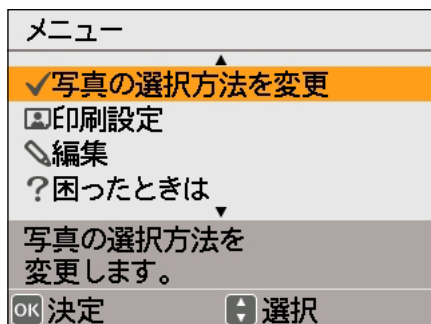 メニュー
写真の選択方法を変更
印刷設定
編集
?困ったときは
写真の選択方法を
変更します。
OK 決定 選択